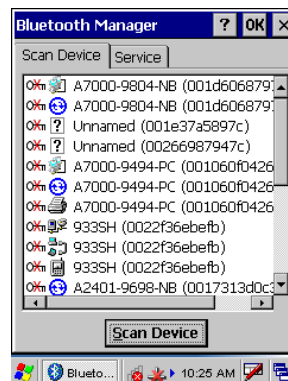 Bluetooth Manager ? OK ×
Scan Device Service
A7000-9804-NB (001d6068797
A7000-9804-NB (001d6068797
? Unnamed (001e37a5897c)
? Unnamed (00266987947c)
A7000-9494-PC (001060f0426
A7000-9494-PC (001060f0426
A7000-9494-PC (001060f0426
933SH (0022f36ebefb)
933SH (0022f36ebefb)
933SH (0022f36ebefb)
A2401-9698-NB (0017313d0c3
Scan Device
Blueto... 10:25 AM